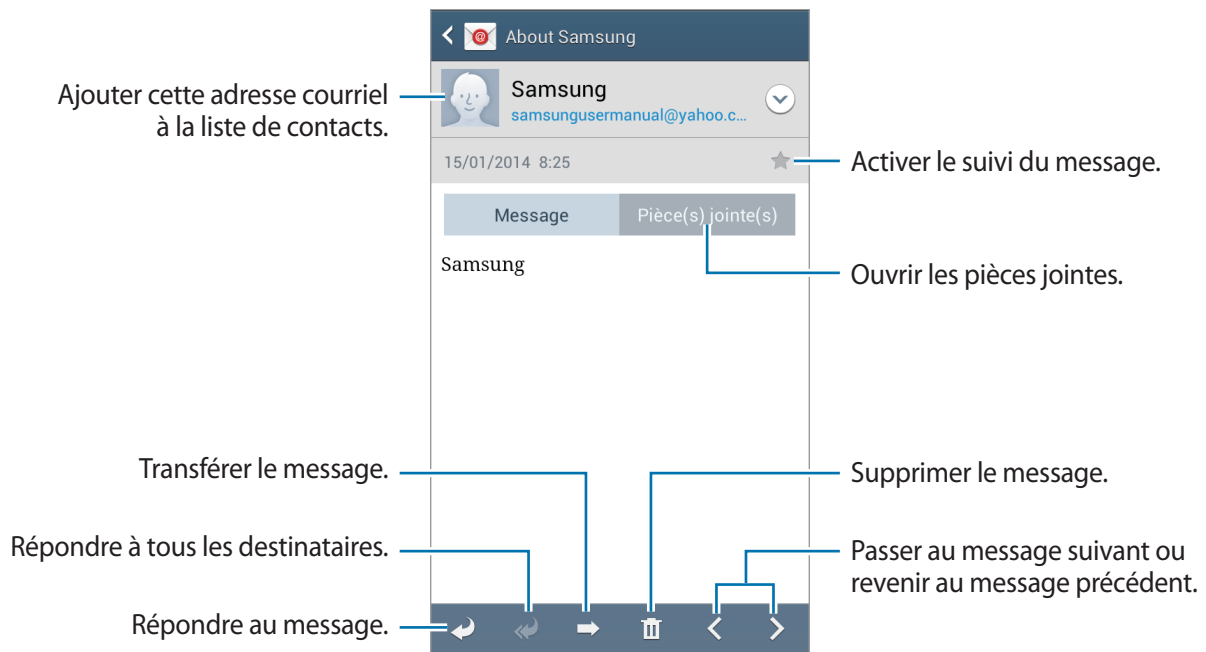 About Samsung
Ajouter cette adresse courriel
à la liste de contacts.
Samsung
samsungusermanual@yahoo.c...
15/01/2014 8:25
Activer le suivi du message.
Message
Pièce(s) jointe(s)
Samsung
Ouvrir les pièces jointes.
Transférer le message.
Supprimer le message.
Répondre à tous les destinataires.
Passer au message suivant ou
revenir au message précédent.
Répondre au message.